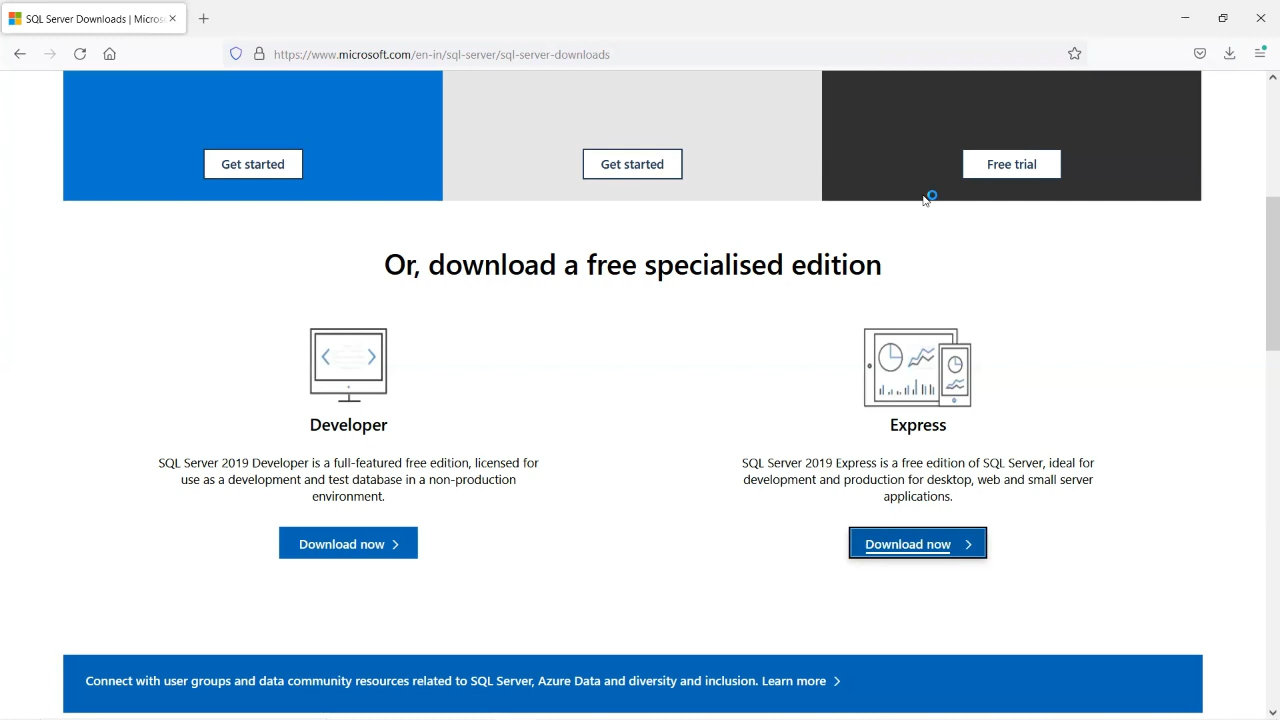 SQL Server Downloads | Micros
https://www.microsoft.com/en-in/sql-server/sql-server-downloads
Get started
Get started
Free trial
Or, download a free specialised edition
Developer
SQL Server 2019 Developer is a full-featured free edition, licensed for
use as a development and test database in a non-production
environment.
Download now
Express
SQL Server 2019 Express is a free edition of SQL Server, ideal for
development and production for desktop, web and small server
applications.
Download now
Connect with user groups and data community resources related to SQL Server, Azure Data and diversity and inclusion. Learn more